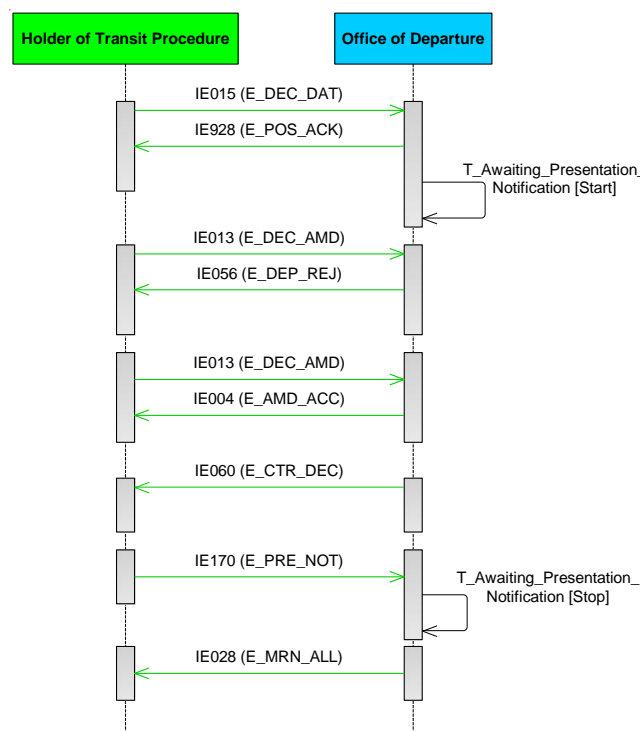 Holder of Transit Procedure
Office of Departure
IE015 (E_DEC_DAT)
IE928 (E_POS_ACK)
T_Awaiting_Presentation_
Notification [Start]
IE013 (E_DEC_AMD)
IE056 (E_DEP_REJ)
IE013 (E_DEC_AMD)
IE004 (E_AMD_ACC)
IE060 (E_CTR_DEC)
IE170 (E_PRE_NOT)
T_Awaiting_Presentation_
Notification [Stop]
IE028 (E_MRN_ALL)